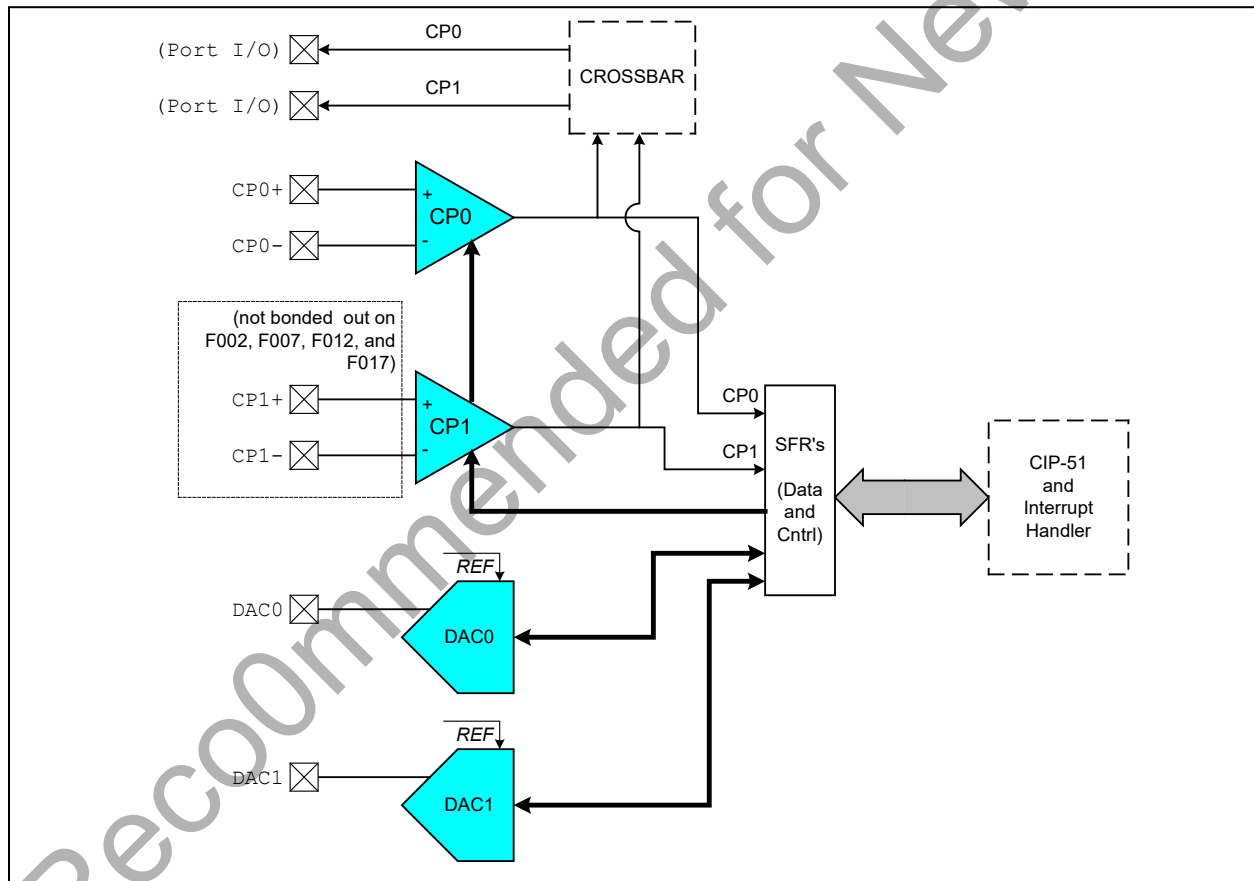 (Port I/O)
CP0
CROSSBAR
(Port I/O)
CP1
CP0+
+
CP0
-
CP0-
(not bonded out on
F002, F007, F012, and
F017)
CP1+
+
CP1
-
CP1-
CP0
CP1
SFR's
(Data
and
Cntrl)
CIP-51
and
Interrupt
Handler
REF
DAC0
DAC0
REF
DAC1
DAC1
Reco0mmended for New